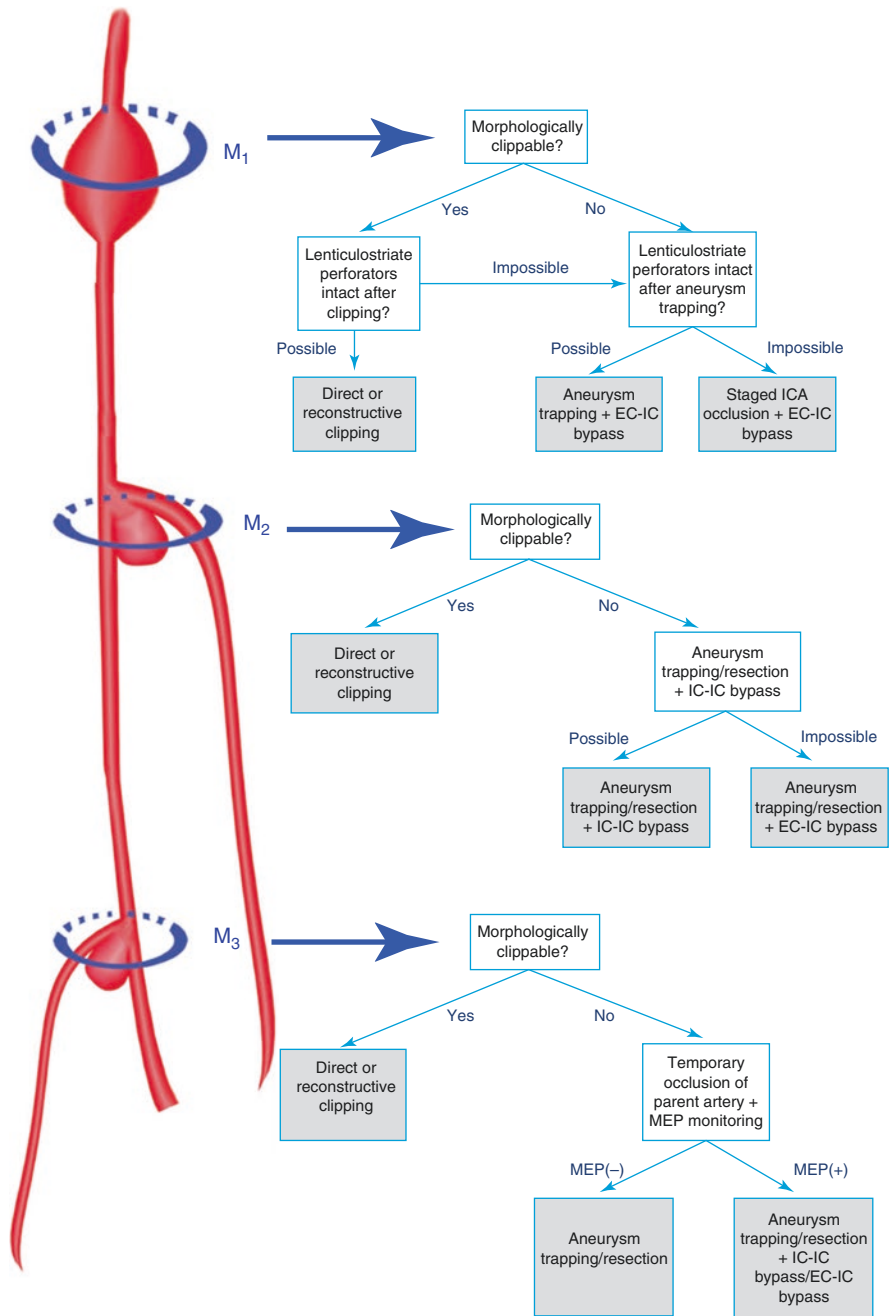 M1
Morphologically
clippable?
Yes
No
Lenticulostriate
perforators
intact after
clipping?
Impossible
Lenticulostriate
perforators intact
after aneurysm
trapping?
Possible
Direct or
reconstructive
clipping
Possible
Impossible
Aneurysm
trapping + EC-IC
bypass
Staged ICA
occlusion + EC-IC
bypass
M2
Morphologically
clippable?
Yes
No
Direct or
reconstructive
clipping
Aneurysm
trapping/resection
+ IC-IC bypass
Possible
Impossible
Aneurysm
trapping/resection
+ IC-IC bypass
Aneurysm
trapping/resection
+ EC-IC bypass
M3
Morphologically
clippable?
Yes
No
Direct or
reconstructive
clipping
Temporary
occlusion of
parent artery +
MEP monitoring
MEP(–)
MEP(+)
Aneurysm
trapping/resection
Aneurysm
trapping/resection
+ IC-IC
bypass/EC-IC
bypass